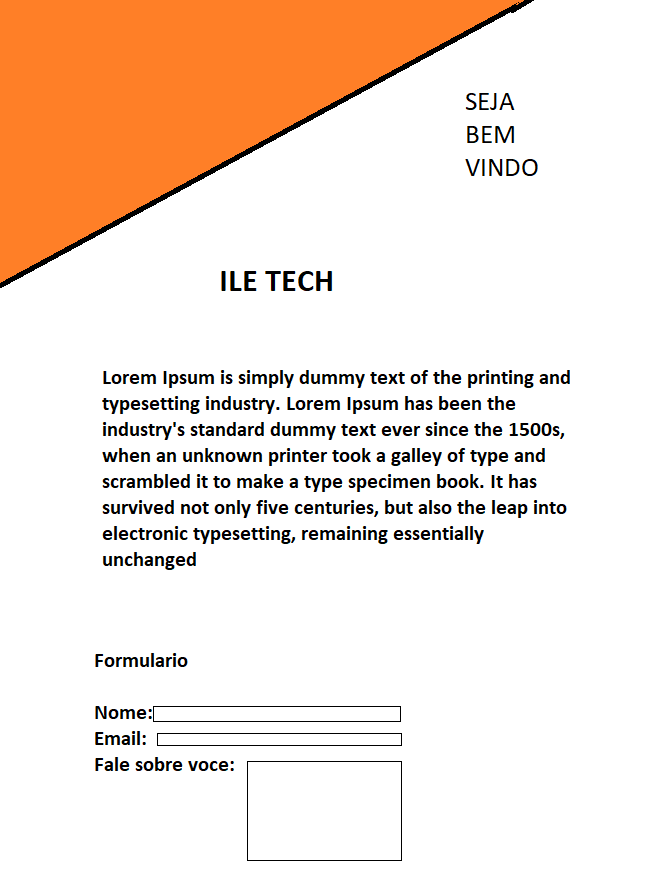 SEJA
BEM
VINDO
ILE TECH
Lorem Ipsum is simply dummy text of the printing and
typesetting industry. Lorem Ipsum has been the
industry's standard dummy text ever since the 1500s,
when an unknown printer took a galley of type and
scrambled it to make a type specimen book. It has
survived not only five centuries, but also the leap into
electronic typesetting, remaining essentially
unchanged
Formulario
Nome:
Email:
Fale sobre voce: